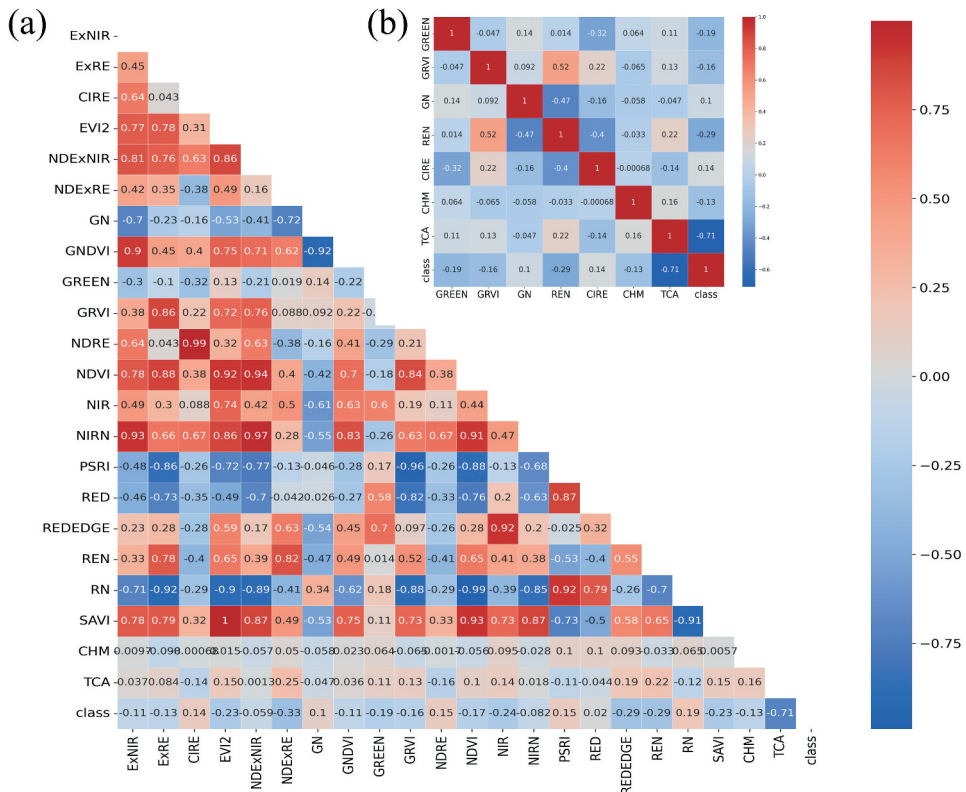 (a)
ExNIR
ExRE 0.45
CIRE 0.64 0.043
EVI2 0.77 0.78 0.31
NDExNIR 0.81 0.76 0.63 0.86
NDExRE 0.42 0.35 -0.38 0.49 0.16
GN -0.7 -0.23 -0.16 -0.53 -0.41 -0.72
GNDVI 0.9 0.45 0.4 0.75 0.71 0.62 -0.92
GREEN -0.3 -0.1 -0.32 0.13 -0.21 0.019 0.14 -0.22
GRVI 0.38 0.86 0.22 0.72 0.76 0.088 0.092 0.22
NDRE 0.64 0.043 0.99 0.32 0.63 -0.38 -0.16 0.41 -0.29 0.21
NDVI 0.78 0.88 0.38 0.92 0.94 0.4 -0.42 0.7 -0.18 0.84 0.38
NIR 0.49 0.3 0.088 0.74 0.42 0.5 -0.61 0.63 0.6 0.19 0.11 0.44
NIRN 0.93 0.66 0.67 0.86 0.97 0.28 -0.55 0.83 -0.26 0.63 0.67 0.91 0.47
PSRI -0.48 -0.86 -0.26 -0.72 -0.77 -0.13 -0.046 -0.28 0.17 -0.96 -0.26 -0.88 -0.13 -0.68
RED -0.46 -0.73 -0.35 -0.49 -0.7 -0.042 -0.026 -0.27 0.58 -0.82 -0.33 -0.76 0.2 -0.63 0.87
REDEDGE 0.23 0.28 -0.28 0.59 0.17 0.63 -0.54 0.45 0.7 0.097 -0.26 0.28 0.92 0.2 -0.025 0.32
REN 0.33 0.78 -0.4 0.65 0.39 0.82 -0.47 0.49 0.014 0.52 -0.41 0.65 0.41 0.38 -0.53 -0.4 0.55
RN -0.71 -0.92 -0.29 -0.9 -0.89 -0.41 0.34 -0.62 0.18 -0.88 -0.29 -0.99 -0.39 -0.85 0.92 0.79 -0.26 -0.7
SAVI 0.78 0.79 0.32 1 0.87 0.49 -0.53 0.75 0.11 0.73 0.33 0.93 0.73 0.87 -0.73 -0.5 0.58 0.65 -0.91
CHM 0.0097 -0.096 0.00068 0.015 -0.057 -0.05 -0.058 0.023 0.064 -0.065 0.0017 -0.056 0.095 -0.028 0.1 0.1 0.093 -0.033 0.065 0.0057
TCA -0.037 0.084 -0.14 0.15 0.0013 0.25 -0.047 0.036 0.11 0.13 -0.16 0.1 0.14 0.018 -0.11 -0.044 0.19 0.22 -0.12 0.15 0.16
class -0.11 -0.13 0.14 -0.23 -0.059 -0.33 0.1 -0.11 -0.19 -0.16 0.15 -0.17 -0.24 -0.082 0.15 0.02 -0.29 -0.29 0.19 -0.23 -0.13 -0.71
ExNIR ExRE CIRE EVI2 NDExNIR NDExRE GN GNDVI GREEN GRVI NDRE NDVI NIR NIRN PSRI RED REDEDGE REN RN SAVI CHM TCA class
(b)
GREEN 1 -0.047 0.14 0.014 -0.32 0.064 0.11 -0.19
GRVI -0.047 1 0.092 0.52 0.22 -0.065 0.13 -0.16
GN 0.14 0.092 1 -0.47 -0.16 -0.058 -0.047 0.1
REN 0.014 0.52 -0.47 1 -0.4 -0.033 0.22 -0.29
CIRE -0.32 0.22 -0.16 -0.4 1 -0.00068 -0.14 0.14
CHM 0.064 -0.065 -0.058 -0.033 -0.00068 1 0.16 -0.13
TCA 0.11 0.13 -0.047 0.22 -0.14 0.16 1 -0.71
class -0.19 -0.16 0.1 -0.29 0.14 -0.13 -0.71 1
GREEN GRVI GN REN CIRE CHM TCA class
1.0
0.8
0.6
0.4
0.2
0.0
-0.2
-0.4
-0.6
0.75
0.50
0.25
0.00
−0.25
−0.50
−0.75